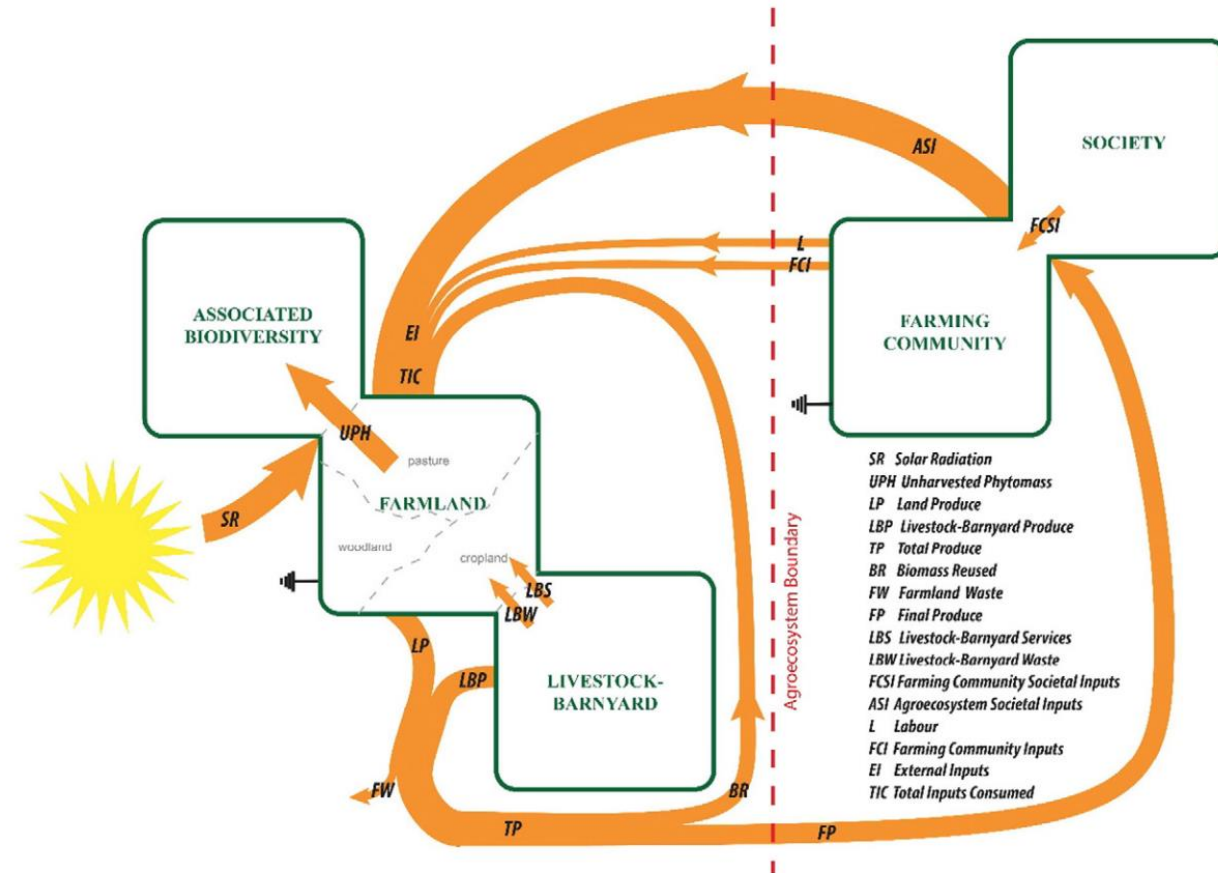 ASI
SOCIETY
FCSI
L
FCI
ASSOCIATED
BIODIVERSITY
EI
TIC
FARMING
COMMUNITY
UPH
pasture
SR
FARMLAND
woodland
cropland
LBS
LBW
LP
LBP
LIVESTOCK-
BARNYARD
FW
TP
BR
FP
Agroecosystem Boundary
SR Solar Radiation
UPH Unharvested Phytomass
LP Land Produce
LBP Livestock-Barnyard Produce
TP Total Produce
BR Biomass Reused
FW Farmland Waste
FP Final Produce
LBS Livestock-Barnyard Services
LBW Livestock-Barnyard Waste
FCSI Farming Community Societal Inputs
ASI Agroecosystem Societal Inputs
L Labour
FCI Farming Community Inputs
EI External Inputs
TIC Total Inputs Consumed